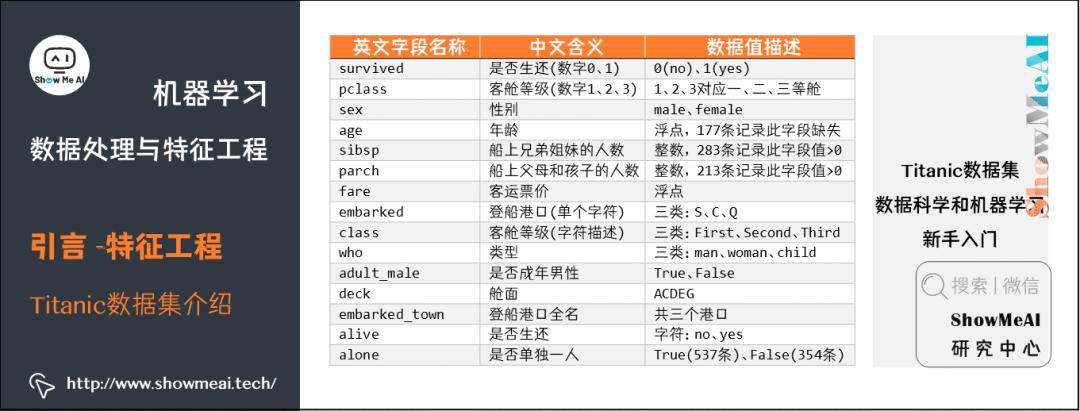 Show Me AI
机器学习
数据处理与特征工程
引言 -特征工程
Titanic数据集介绍
http://www.showmeai.tech/
英文字段名称 中文含义 数据值描述
survived 是否生还(数字0、1) 0(no)、1(yes)
pclass 客舱等级(数字1、2、3) 1、2、3对应一、二、三等舱
sex 性别 male、female
age 年龄 浮点，177条记录此字段缺失
sibsp 船上兄弟姐妹的人数 整数，283条记录此字段值>0
parch 船上父母和孩子的人数 整数，213条记录此字段值>0
fare 客运票价 浮点
embarked 登船港口(单个字符) 三类：S、C、Q
class 客舱等级(字符描述) 三类：First、Second、Third
who 类型 三类：man、woman、child
adult_male 是否成年男性 True、False
deck 舱面 ACDEG
embarked_town 登船港口全名 共三个港口
alive 是否生还 字符：no、yes
alone 是否单独一人 True(537条)、False(354条)
ShowMeAI
Titanic数据集
数据科学和机器学习
新手入门
搜索 | 微信
ShowMeAI
研究中心